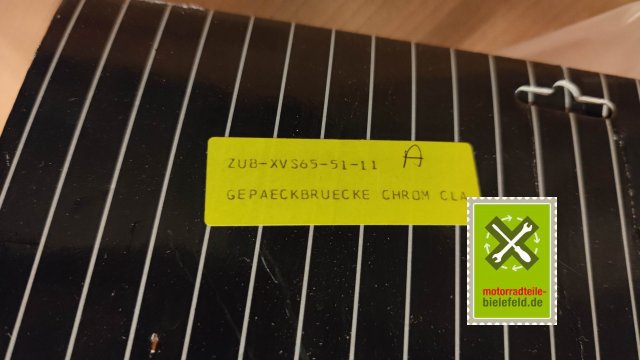 ZUB-XVS65-51-11 A
GEPAECKBRUECKE CHROM CLA
motorradteile-
bielefeld.de